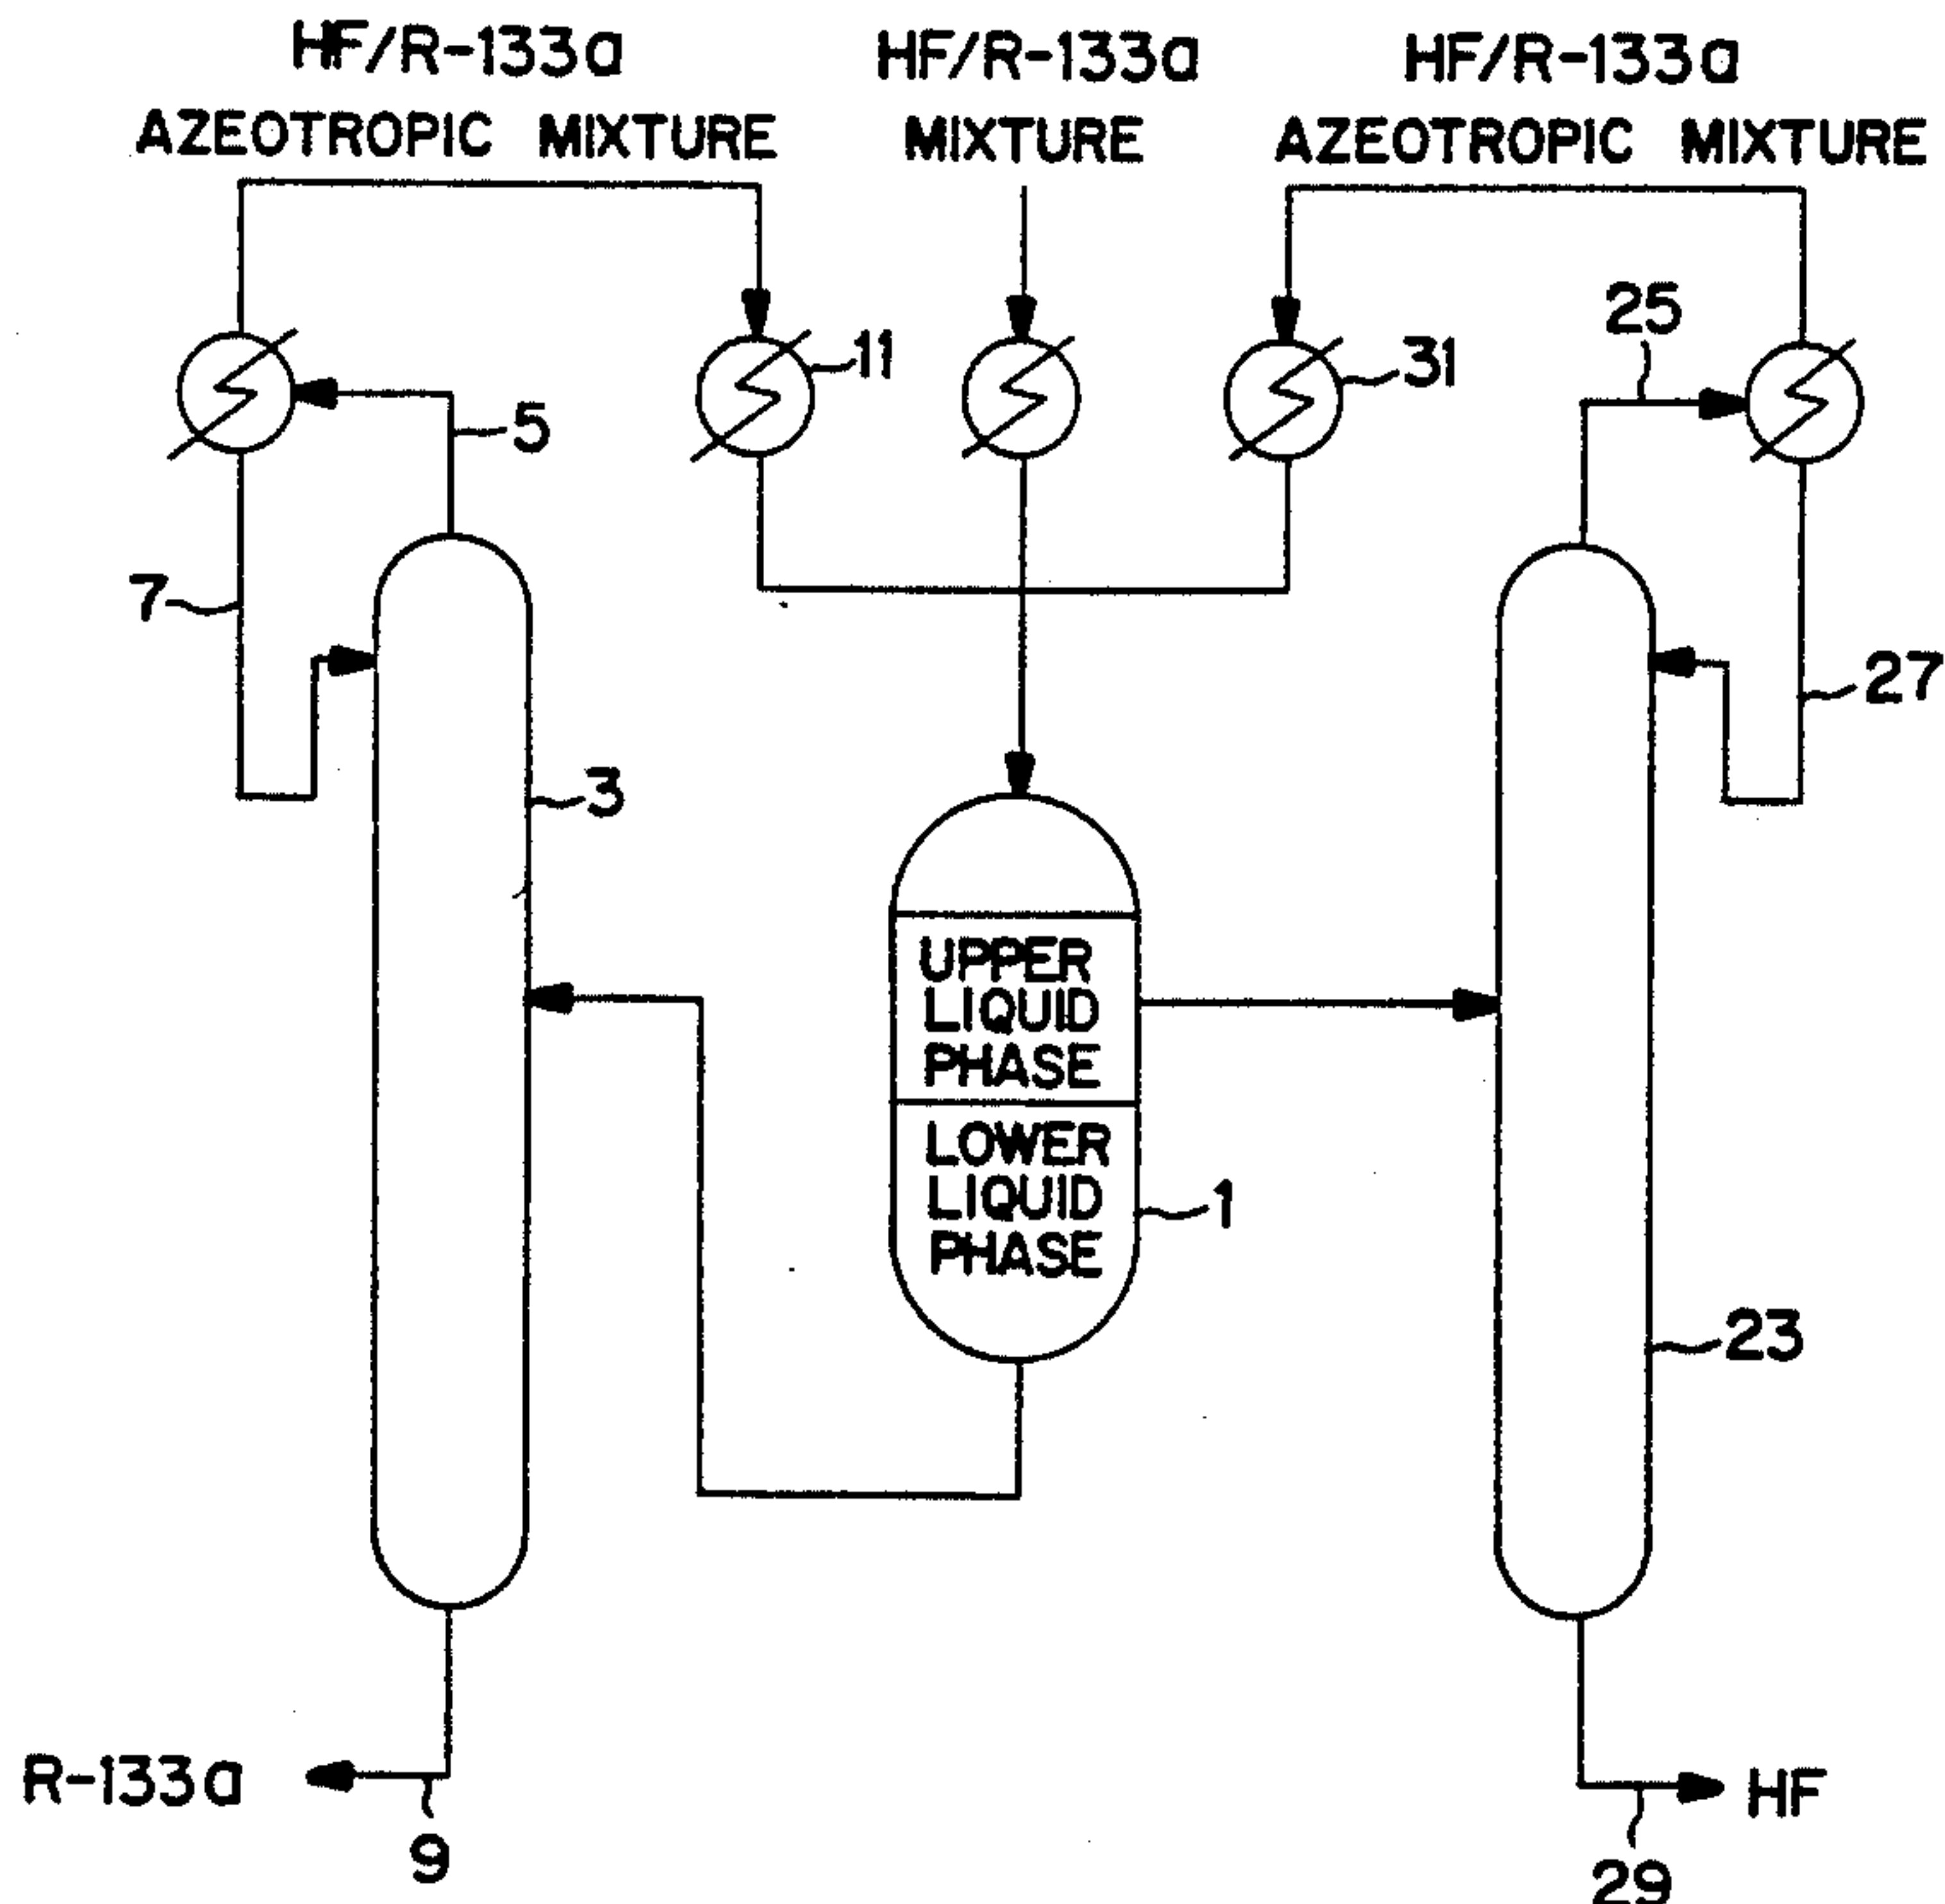 HF/R-133a
AZEOTROPIC MIXTURE
HF/R-133a
MIXTURE
HF/R-133a
AZEOTROPIC MIXTURE
11
31
25
5
7
27
3
UPPER
LIQUID
PHASE
LOWER
LIQUID
PHASE
1
23
R-133a
9
HF
29